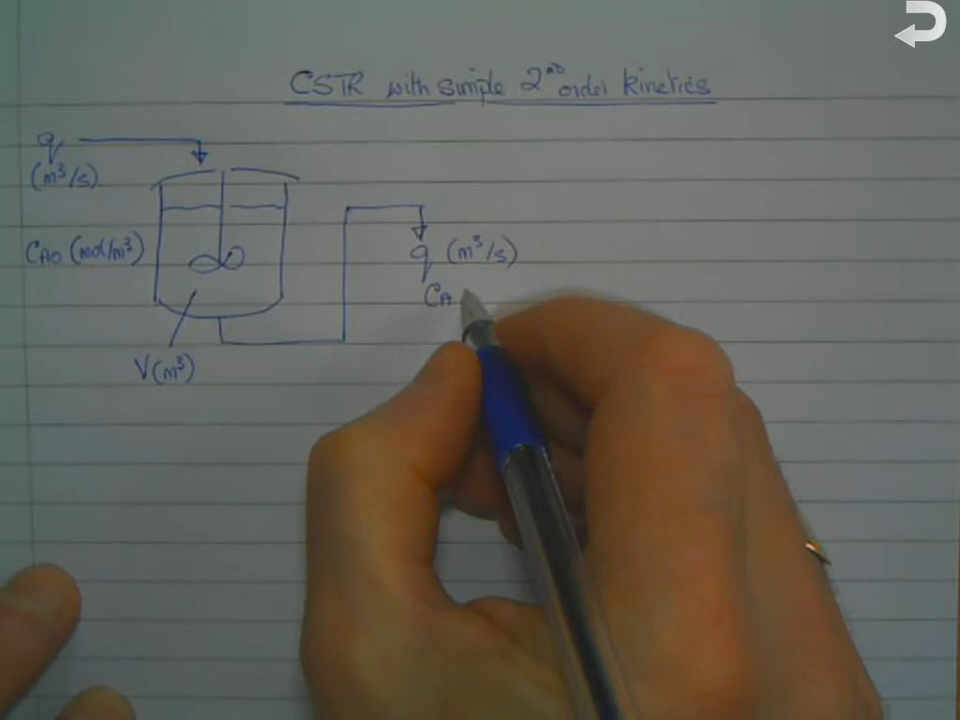 CSTR with simple 2ND order kinetics
q
(m³/s)
CA0 (mol/m³)
q (m³/s)
CA
V(m³)